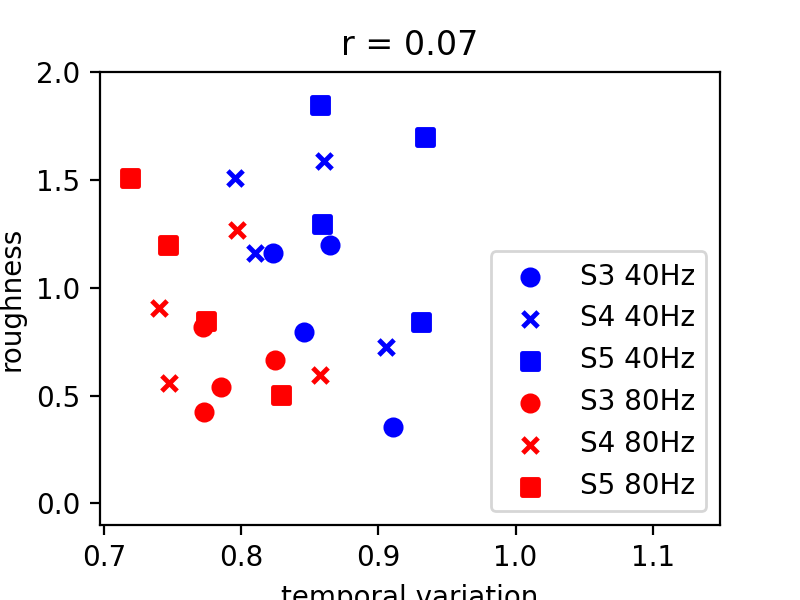 r = 0.07
2.0
1.5
1.0
0.5
0.0
roughness
S3 40Hz
S4 40Hz
S5 40Hz
S3 80Hz
S4 80Hz
S5 80Hz
0.7 0.8 0.9 1.0 1.1
temporal variation